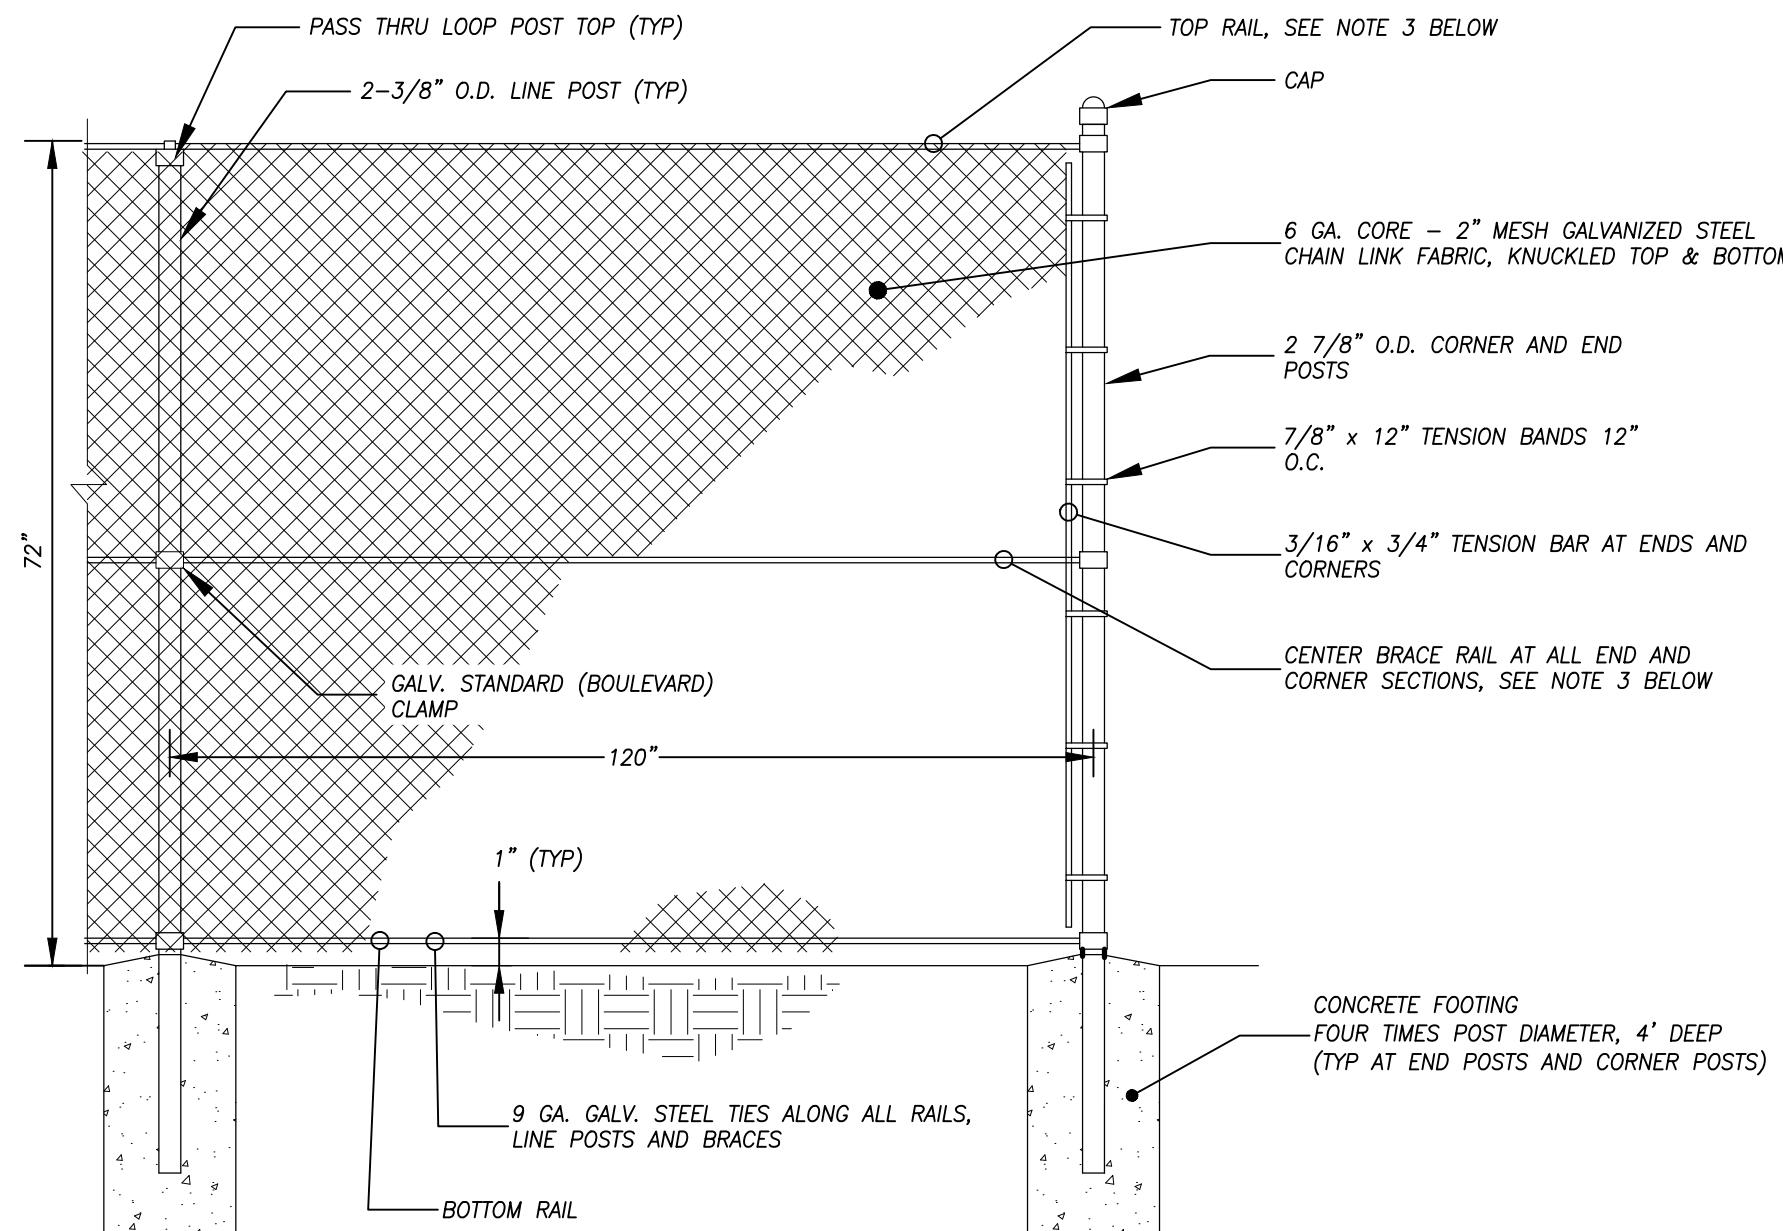 PASS THRU LOOP POST TOP (TYP)
TOP RAIL, SEE NOTE 3 BELOW
CAP
2-3/8" O.D. LINE POST (TYP)
6 GA. CORE – 2" MESH GALVANIZED STEEL
CHAIN LINK FABRIC, KNUCKLED TOP & BOTTOM
2 7/8" O.D. CORNER AND END
POSTS
7/8" x 12" TENSION BANDS 12"
O.C.
72"
3/16" x 3/4" TENSION BAR AT ENDS AND
CORNERS
CENTER BRACE RAIL AT ALL END AND
CORNER SECTIONS, SEE NOTE 3 BELOW
GALV. STANDARD (BOULEVARD)
CLAMP
120"
1" (TYP)
CONCRETE FOOTING
FOUR TIMES POST DIAMETER, 4' DEEP
(TYP AT END POSTS AND CORNER POSTS)
9 GA. GALV. STEEL TIES ALONG ALL RAILS,
LINE POSTS AND BRACES
BOTTOM RAIL